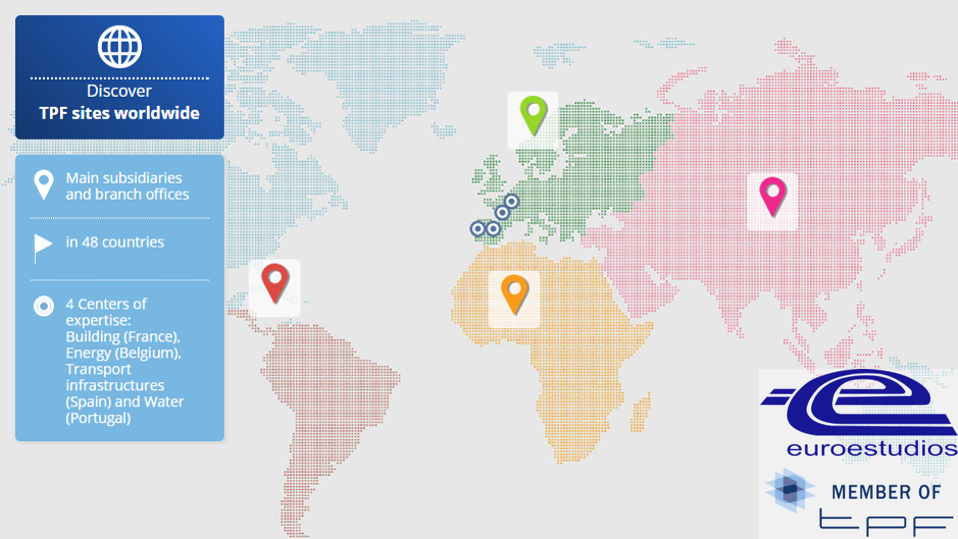 Discover
TPF sites worldwide
Main subsidiaries
and branch offices
in 48 countries
4 Centers of
expertise:
Building (France),
Energy (Belgium),
Transport
infrastructures
(Spain) and Water
(Portugal)
euroestudios
MEMBER OF
tpf